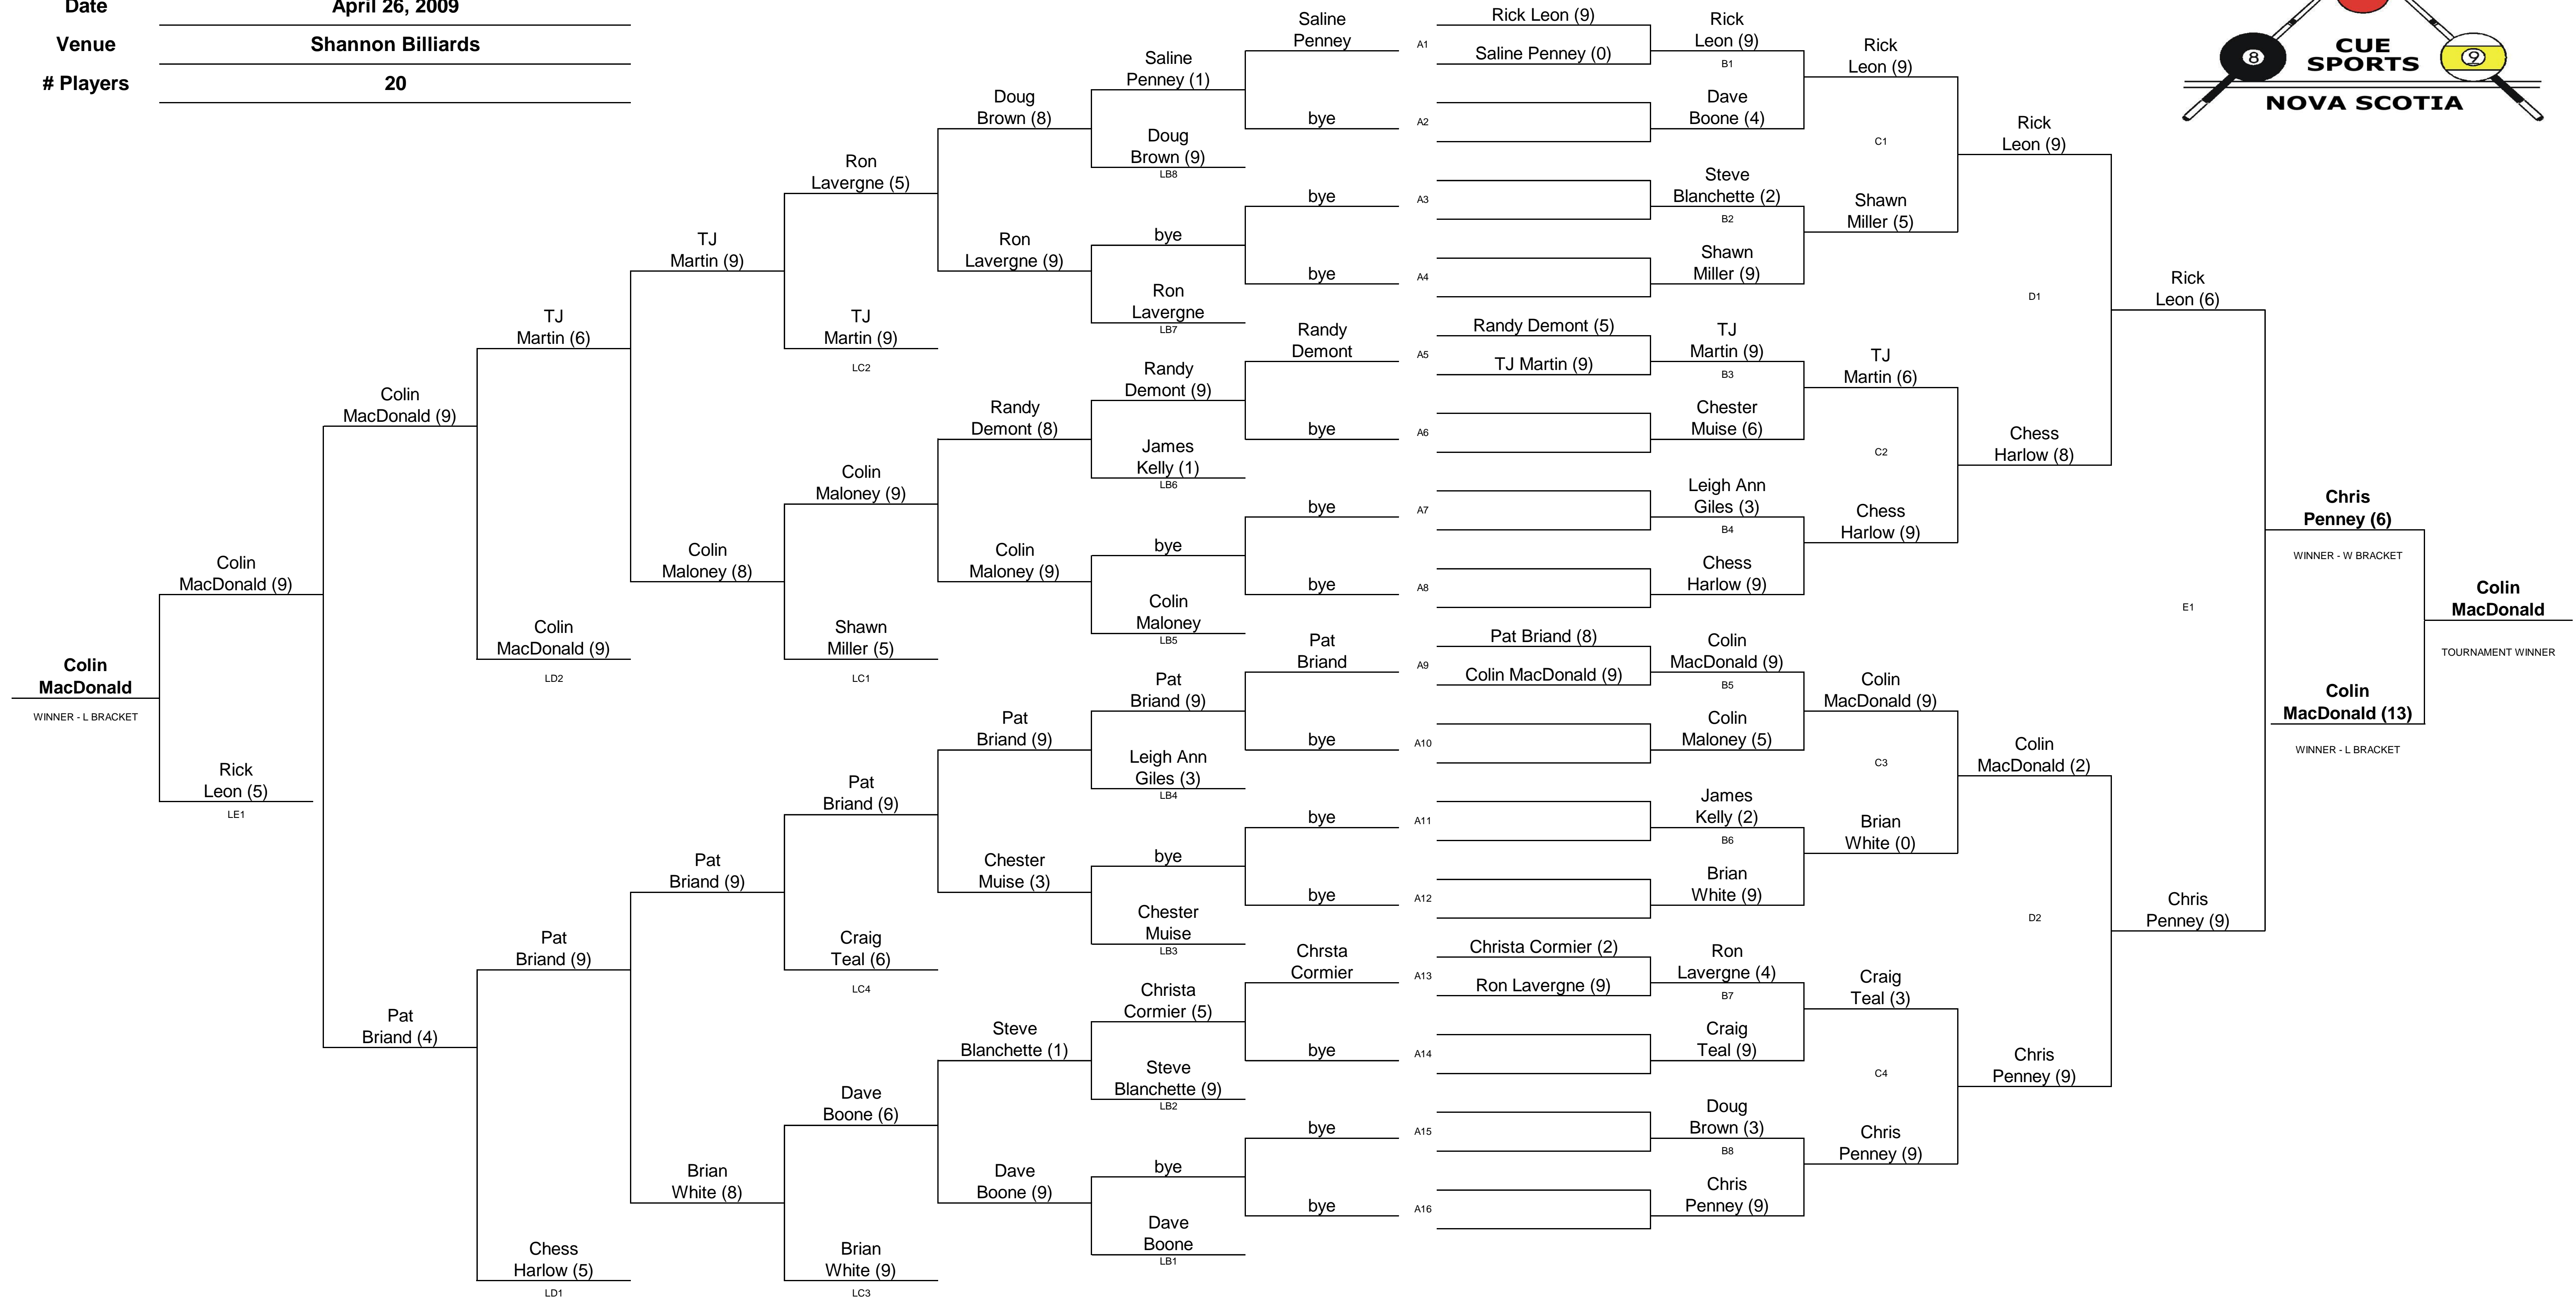 Date
April 26, 2009
Venue
Shannon Billiards
# Players
20
8
9
CUE
SPORTS
NOVA SCOTIA
Colin
MacDonald
WINNER - L BRACKET
Colin
MacDonald (9)
Rick
Leon (5)
LE1
Colin
MacDonald (9)
Pat
Briand (4)
TJ
Martin (6)
Colin
MacDonald (9)
LD2
Pat
Briand (9)
Chess
Harlow (5)
LD1
TJ
Martin (9)
Colin
Maloney (8)
Pat
Briand (9)
Brian
White (8)
Ron
Lavergne (5)
TJ
Martin (9)
LC2
Colin
Maloney (9)
Shawn
Miller (5)
LC1
Pat
Briand (9)
Craig
Teal (6)
LC4
Dave
Boone (6)
Brian
White (9)
LC3
Doug
Brown (8)
Ron
Lavergne (9)
Randy
Demont (8)
Colin
Maloney (9)
Pat
Briand (9)
Chester
Muise (3)
Steve
Blanchette (1)
Dave
Boone (9)
Saline
Penney (1)
Doug
Brown (9)
LB8
bye
Ron
Lavergne
LB7
Randy
Demont (9)
James
Kelly (1)
LB6
bye
Colin
Maloney
LB5
Pat
Briand (9)
Leigh Ann
Giles (3)
LB4
bye
Chester
Muise
LB3
Christa
Cormier (5)
Steve
Blanchette (9)
LB2
bye
Dave
Boone
LB1
Saline
Penney
bye
bye
bye
Randy
Demont
bye
bye
bye
Pat
Briand
bye
bye
bye
Chrsta
Cormier
bye
bye
bye
A1
A2
A3
A4
A5
A6
A7
A8
A9
A10
A11
A12
A13
A14
A15
A16
Rick Leon (9)
Saline Penney (0)
Randy Demont (5)
TJ Martin (9)
Pat Briand (8)
Colin MacDonald (9)
Christa Cormier (2)
Ron Lavergne (9)
Rick
Leon (9)
B1
Dave
Boone (4)
Steve
Blanchette (2)
B2
Shawn
Miller (9)
TJ
Martin (9)
B3
Chester
Muise (6)
Leigh Ann
Giles (3)
B4
Chess
Harlow (9)
Colin
MacDonald (9)
B5
Colin
Maloney (5)
James
Kelly (2)
B6
Brian
White (9)
Ron
Lavergne (4)
B7
Craig
Teal (9)
Doug
Brown (3)
B8
Chris
Penney (9)
Rick
Leon (9)
C1
Shawn
Miller (5)
TJ
Martin (6)
C2
Chess
Harlow (9)
Colin
MacDonald (9)
C3
Brian
White (0)
Craig
Teal (3)
C4
Chris
Penney (9)
Rick
Leon (9)
D1
Chess
Harlow (8)
Colin
MacDonald (2)
D2
Chris
Penney (9)
Rick
Leon (6)
E1
Chris
Penney (9)
Chris
Penney (6)
WINNER - W BRACKET
Colin
MacDonald (13)
WINNER - L BRACKET
Colin
MacDonald
TOURNAMENT WINNER